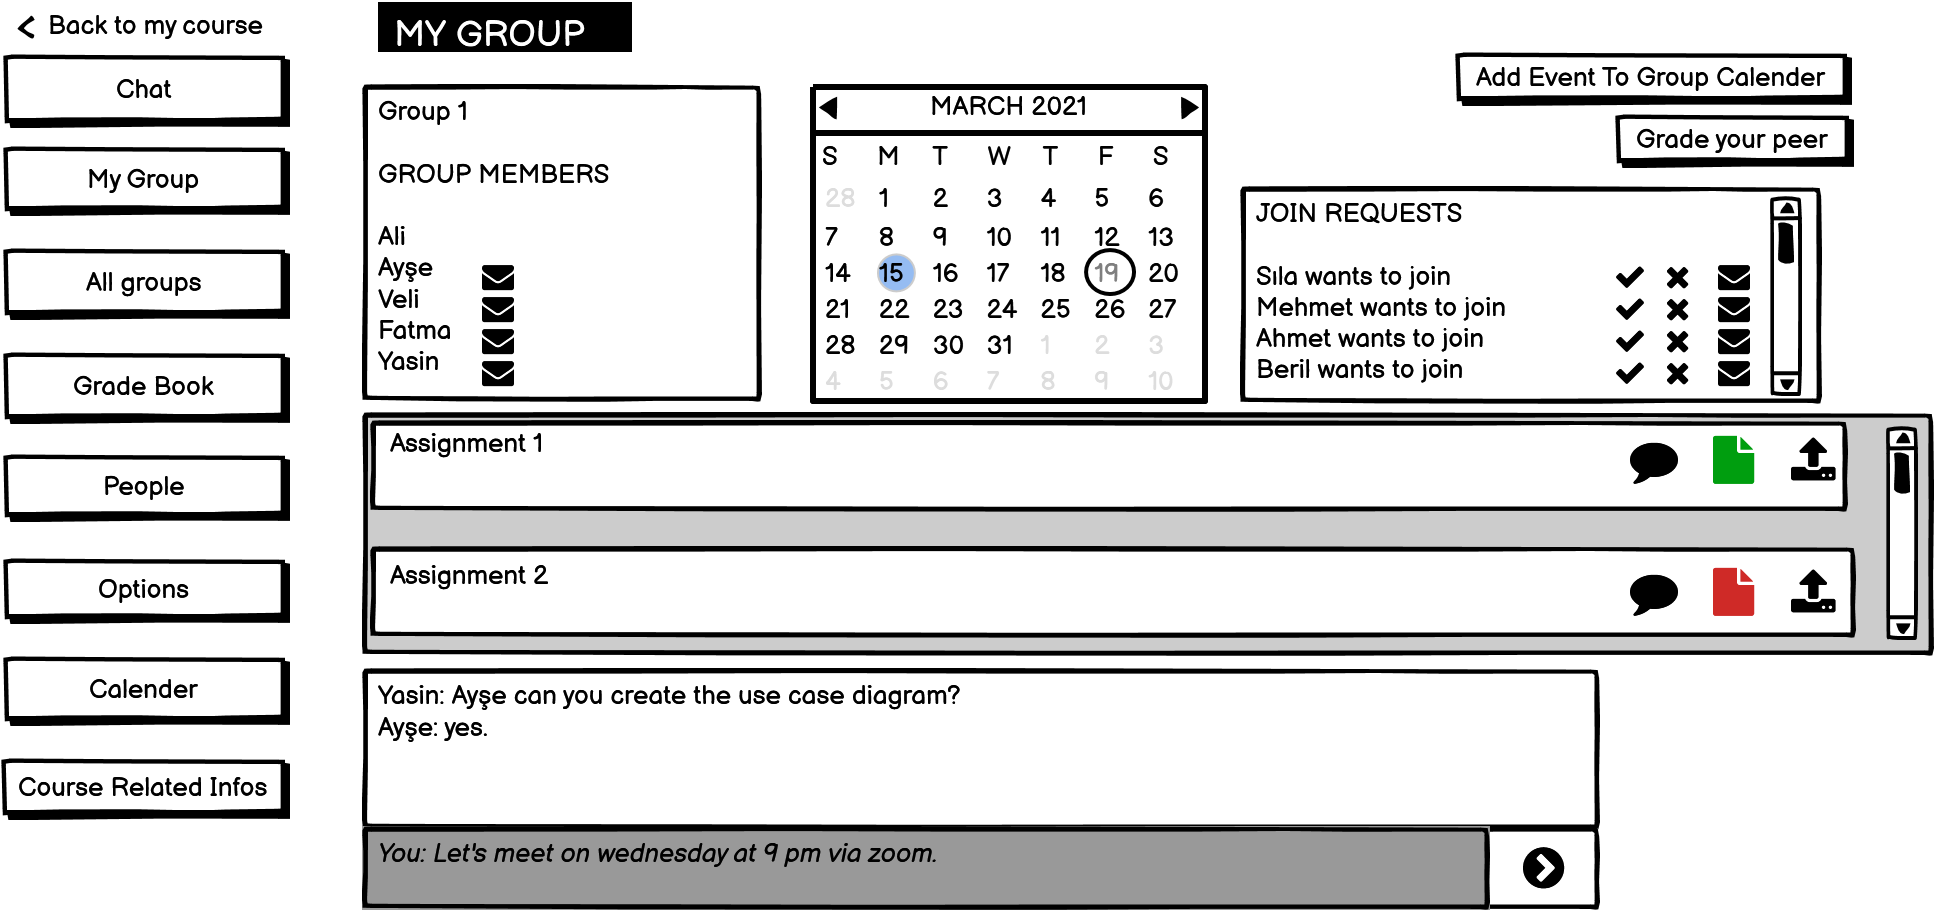 Back to my course
Chat
My Group
All groups
Grade Book
People
Options
Calender
Course Related Infos
MY GROUP
Group 1
GROUP MEMBERS
Ali
Ayşe
Veli
Fatma
Yasin
MARCH 2021
S M T W T F S
28 1 2 3 4 5 6
7 8 9 10 11 12 13
14 15 16 17 18 19 20
21 22 23 24 25 26 27
28 29 30 31 1 2 3
4 5 6 7 8 9 10
Add Event To Group Calender
Grade your peer
JOIN REQUESTS
Sıla wants to join
Mehmet wants to join
Ahmet wants to join
Beril wants to join
Assignment 1
Assignment 2
Yasin: Ayşe can you create the use case diagram?
Ayşe: yes.
You: Let's meet on wednesday at 9 pm via zoom.